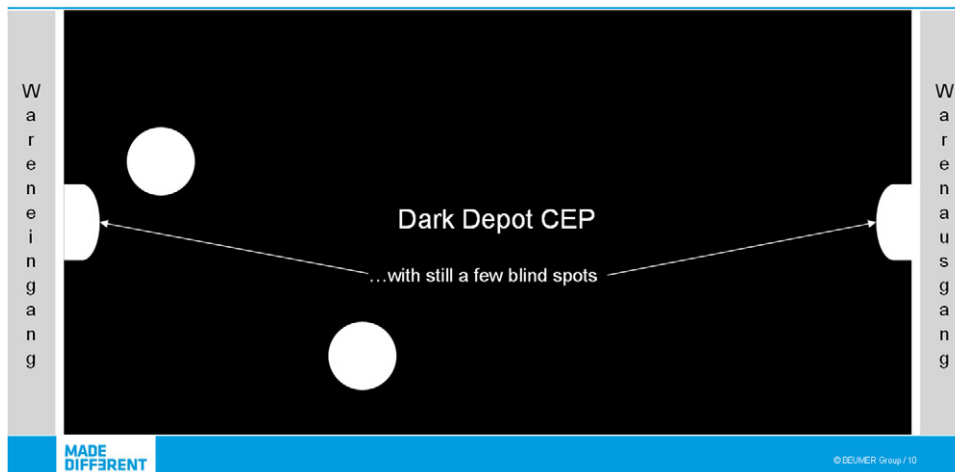 Wareneingang
Dark Depot CEP
...with still a few blind spots
Warenausgang
MADE
DIFFERENT
© BEUMER Group / 10